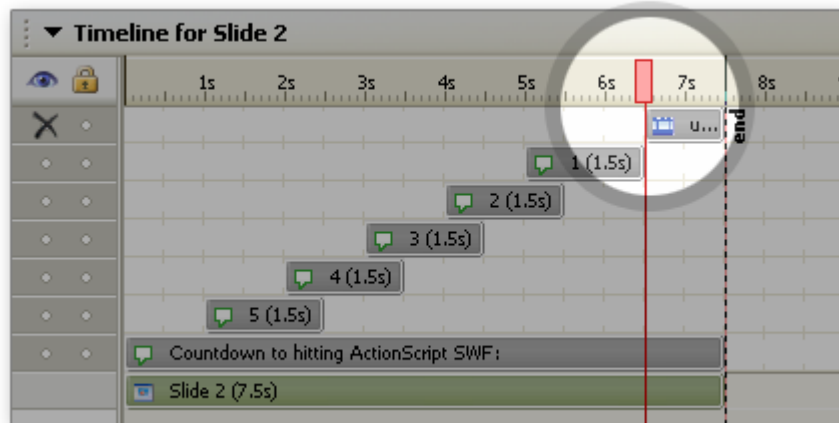 Timeline for Slide 2
1s 2s 3s 4s 5s 6s 7s 8s
u...
end
1 (1.5s)
2 (1.5s)
3 (1.5s)
4 (1.5s)
5 (1.5s)
Countdown to hitting ActionScript SWF:
Slide 2 (7.5s)